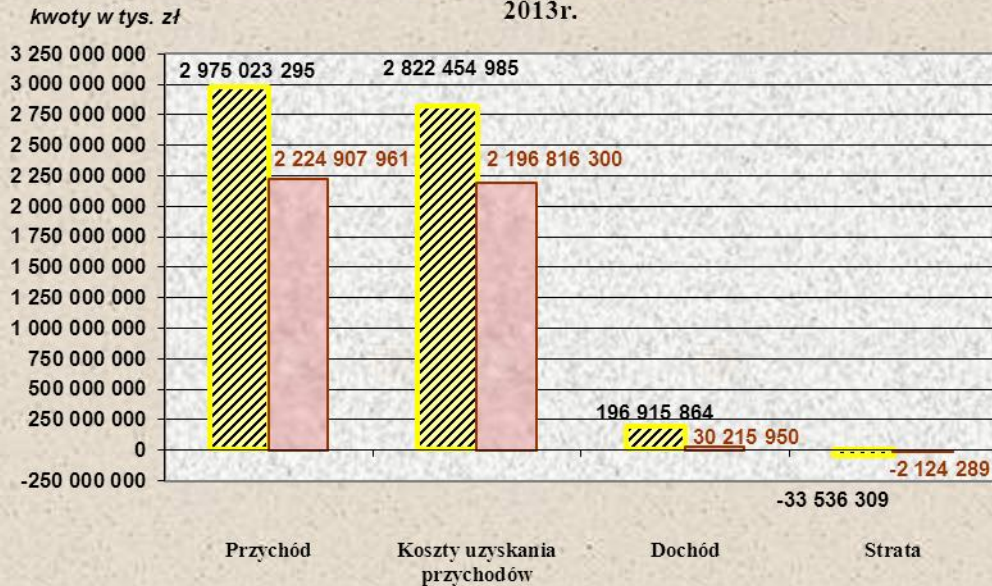 2013r.
kwoty w tys. zł
3 250 000 000
3 000 000 000
2 750 000 000
2 500 000 000
2 250 000 000
2 000 000 000
1 750 000 000
1 500 000 000
1 250 000 000
1 000 000 000
750 000 000
500 000 000
250 000 000
0
-250 000 000
2 975 023 295
2 822 454 985
2 224 907 961
2 196 816 300
196 915 864
30 215 950
-2 124 289
-33 536 309
Przychód
Koszty uzyskania
przychodów
Dochód
Strata